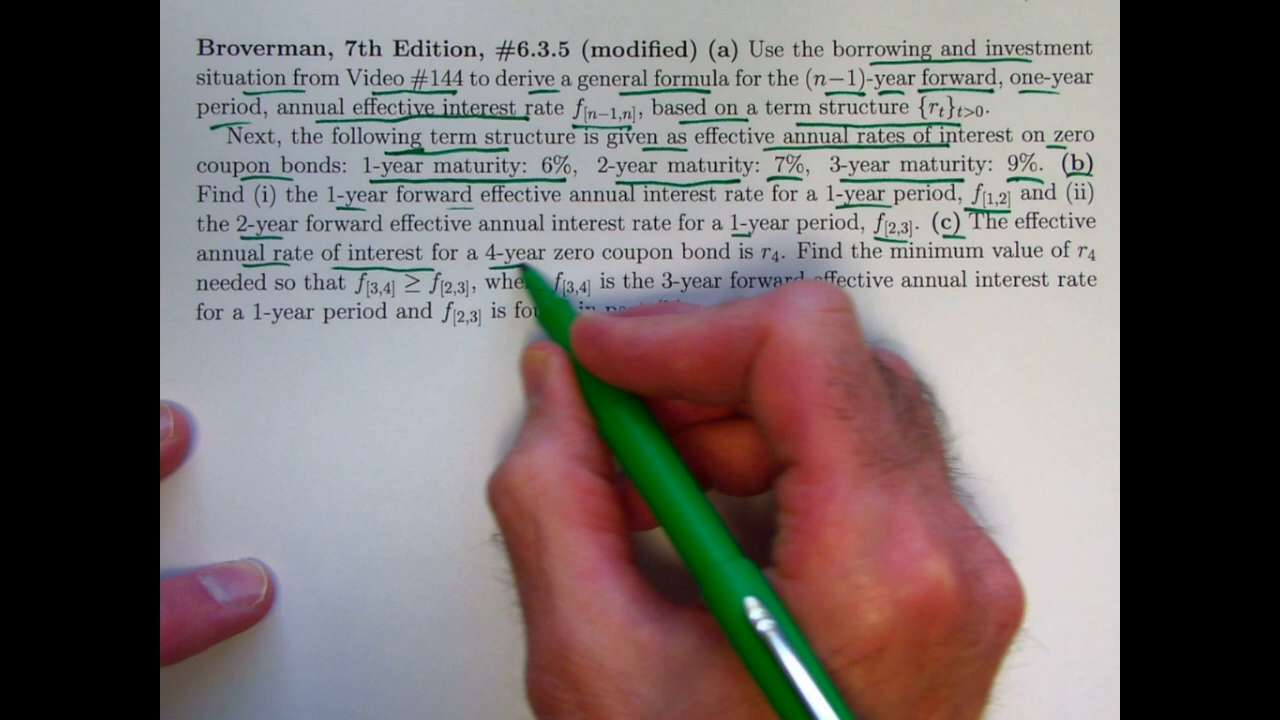 Broverman, 7th Edition, #6.3.5 (modified) (a) Use the borrowing and investment
situation from Video #144 to derive a general formula for the (n−1)-year forward, one-year
period, annual effective interest rate f[n−1,n], based on a term structure {rt}t>0.
Next, the following term structure is given as effective annual rates of interest on zero
coupon bonds: 1-year maturity: 6%, 2-year maturity: 7%, 3-year maturity: 9%. (b)
Find (i) the 1-year forward effective annual interest rate for a 1-year period, f[1,2] and (ii)
the 2-year forward effective annual interest rate for a 1-year period, f[2,3]. (c) The effective
annual rate of interest for a 4-year zero coupon bond is r4. Find the minimum value of r4
needed so that f[3,4] ≥ f[2,3], f[3,4] is the 3-year forward effective annual interest rate
for a 1-year period and f[2,3] is in